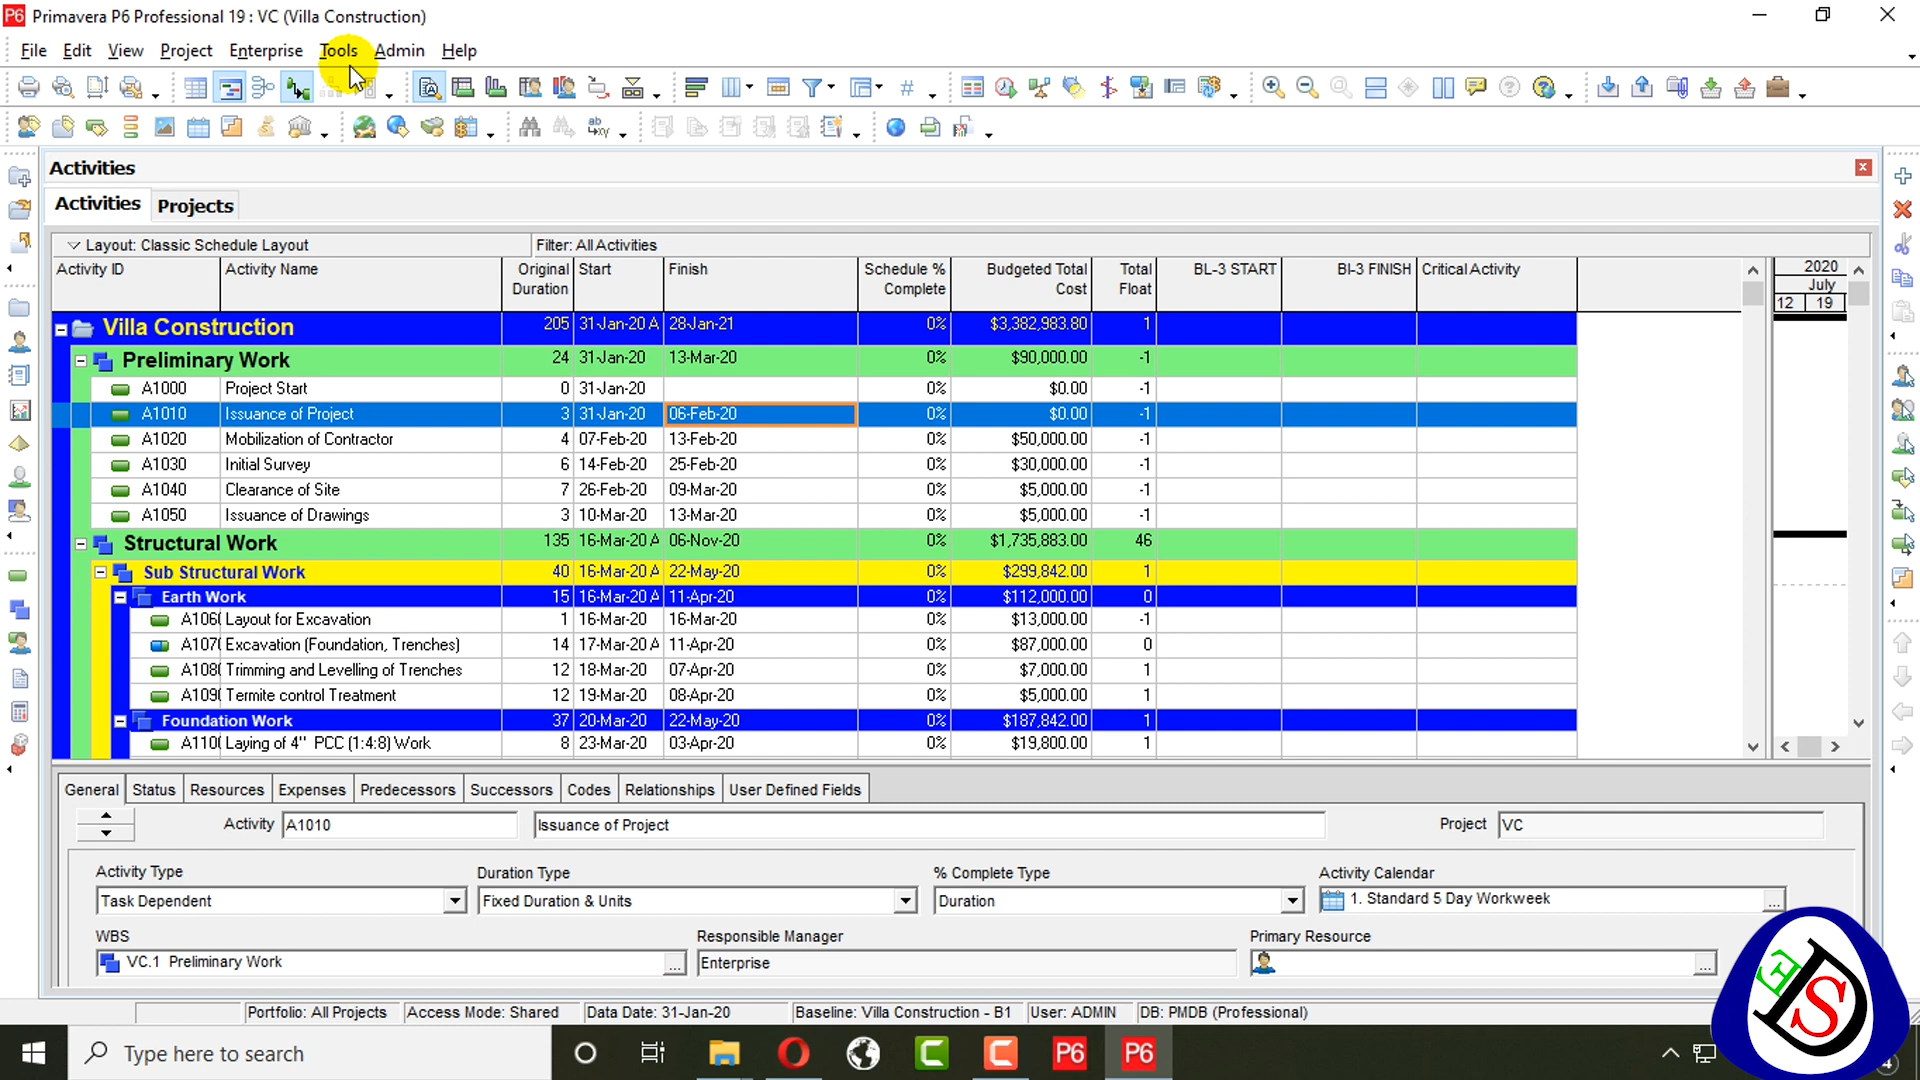 Primavera P6 Professional 19 : VC (Villa Construction)
File Edit View Project Enterprise Tools Admin Help
Activities
Activities Projects
Layout: Classic Schedule Layout Filter: All Activities
Activity ID Activity Name Original Duration Start Finish Schedule % Complete Budgeted Total Cost Total Float BL-3 START Bl-3 FINISH Critical Activity
2020
July
12 19
Villa Construction 205 31-Jan-20 A 28-Jan-21 0% $3,382,983.80 1
Preliminary Work 24 31-Jan-20 13-Mar-20 0% $90,000.00 -1
A1000 Project Start 0 31-Jan-20 0% $0.00 -1
A1010 Issuance of Project 3 31-Jan-20 06-Feb-20 0% $0.00 -1
A1020 Mobilization of Contractor 4 07-Feb-20 13-Feb-20 0% $50,000.00 -1
A1030 Initial Survey 6 14-Feb-20 25-Feb-20 0% $30,000.00 -1
A1040 Clearance of Site 7 26-Feb-20 09-Mar-20 0% $5,000.00 -1
A1050 Issuance of Drawings 3 10-Mar-20 13-Mar-20 0% $5,000.00 -1
Structural Work 135 16-Mar-20 A 06-Nov-20 0% $1,735,883.00 46
Sub Structural Work 40 16-Mar-20 A 22-May-20 0% $299,842.00 1
Earth Work 15 16-Mar-20 A 11-Apr-20 0% $112,000.00 0
A106 Layout for Excavation 1 16-Mar-20 16-Mar-20 0% $13,000.00 -1
A107 Excavation (Foundation, Trenches) 14 17-Mar-20 A 11-Apr-20 0% $87,000.00 0
A108 Trimming and Levelling of Trenches 12 18-Mar-20 07-Apr-20 0% $7,000.00 1
A109 Termite control Treatment 12 19-Mar-20 08-Apr-20 0% $5,000.00 1
Foundation Work 37 20-Mar-20 22-May-20 0% $187,842.00 1
A110 Laying of 4" PCC (1:4:8) Work 8 23-Mar-20 03-Apr-20 0% $19,800.00 1
General Status Resources Expenses Predecessors Successors Codes Relationships User Defined Fields
Activity A1010 Issuance of Project Project VC
Activity Type Duration Type % Complete Type Activity Calendar
Task Dependent Fixed Duration & Units Duration 1. Standard 5 Day Workweek
WBS Responsible Manager Primary Resource
VC.1 Preliminary Work Enterprise
Portfolio: All Projects Access Mode: Shared Data Date: 31-Jan-20 Baseline: Villa Construction - B1 User: ADMIN DB: PMDB (Professional)
Type here to search
P6 P6